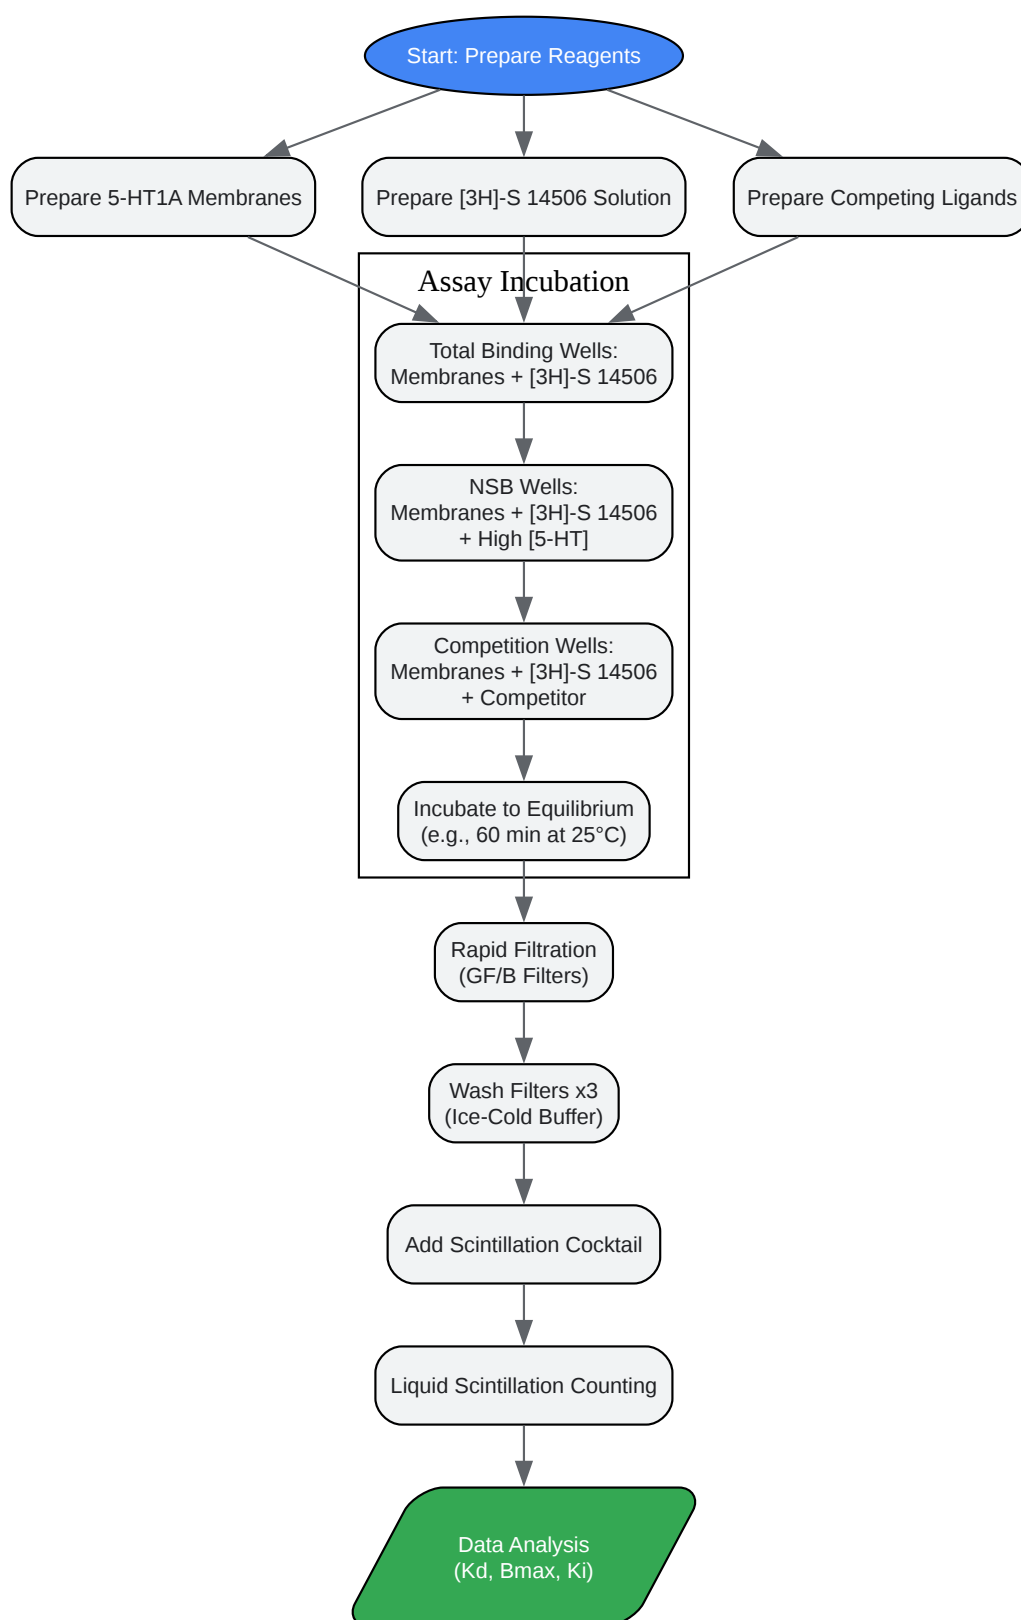 Start: Prepare Reagents
Prepare 5-HT1A Membranes
Prepare [3H]-S 14506 Solution
Prepare Competing Ligands
Assay Incubation
Total Binding Wells:
Membranes + [3H]-S 14506
NSB Wells:
Membranes + [3H]-S 14506
+ High [5-HT]
Competition Wells:
Membranes + [3H]-S 14506
+ Competitor
Incubate to Equilibrium
(e.g., 60 min at 25°C)
Rapid Filtration
(GF/B Filters)
Wash Filters x3
(Ice-Cold Buffer)
Add Scintillation Cocktail
Liquid Scintillation Counting
Data Analysis
(Kd, Bmax, Ki)